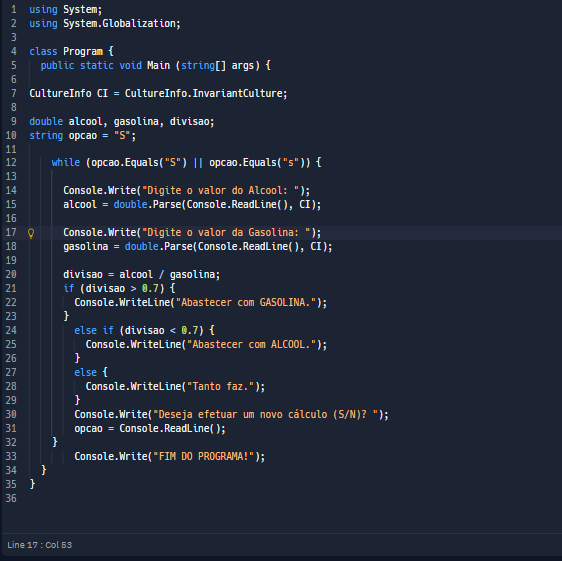 1 using System;
2 using System.Globalization;
3
4 class Program {
5 public static void Main (string[] args) {
6
7 CultureInfo CI = CultureInfo.InvariantCulture;
8
9 double alcool, gasolina, divisao;
10 string opcao = "S";
11
12 while (opcao.Equals("S") || opcao.Equals("s")) {
13
14 Console.Write("Digite o valor do Alcool: ");
15 alcool = double.Parse(Console.ReadLine(), CI);
16
17 Console.Write("Digite o valor da Gasolina: ");
18 gasolina = double.Parse(Console.ReadLine(), CI);
19
20 divisao = alcool / gasolina;
21 if (divisao > 0.7) {
22 Console.WriteLine("Abastecer com GASOLINA.");
23 }
24 else if (divisao < 0.7) {
25 Console.WriteLine("Abastecer com ALCOOL.");
26 }
27 else {
28 Console.WriteLine("Tanto faz.");
29 }
30 Console.Write("Deseja efetuar um novo cálculo (S/N)? ");
31 opcao = Console.ReadLine();
32 }
33 Console.Write("FIM DO PROGRAMA!");
34 }
35 }
36
Line 17 : Col 53